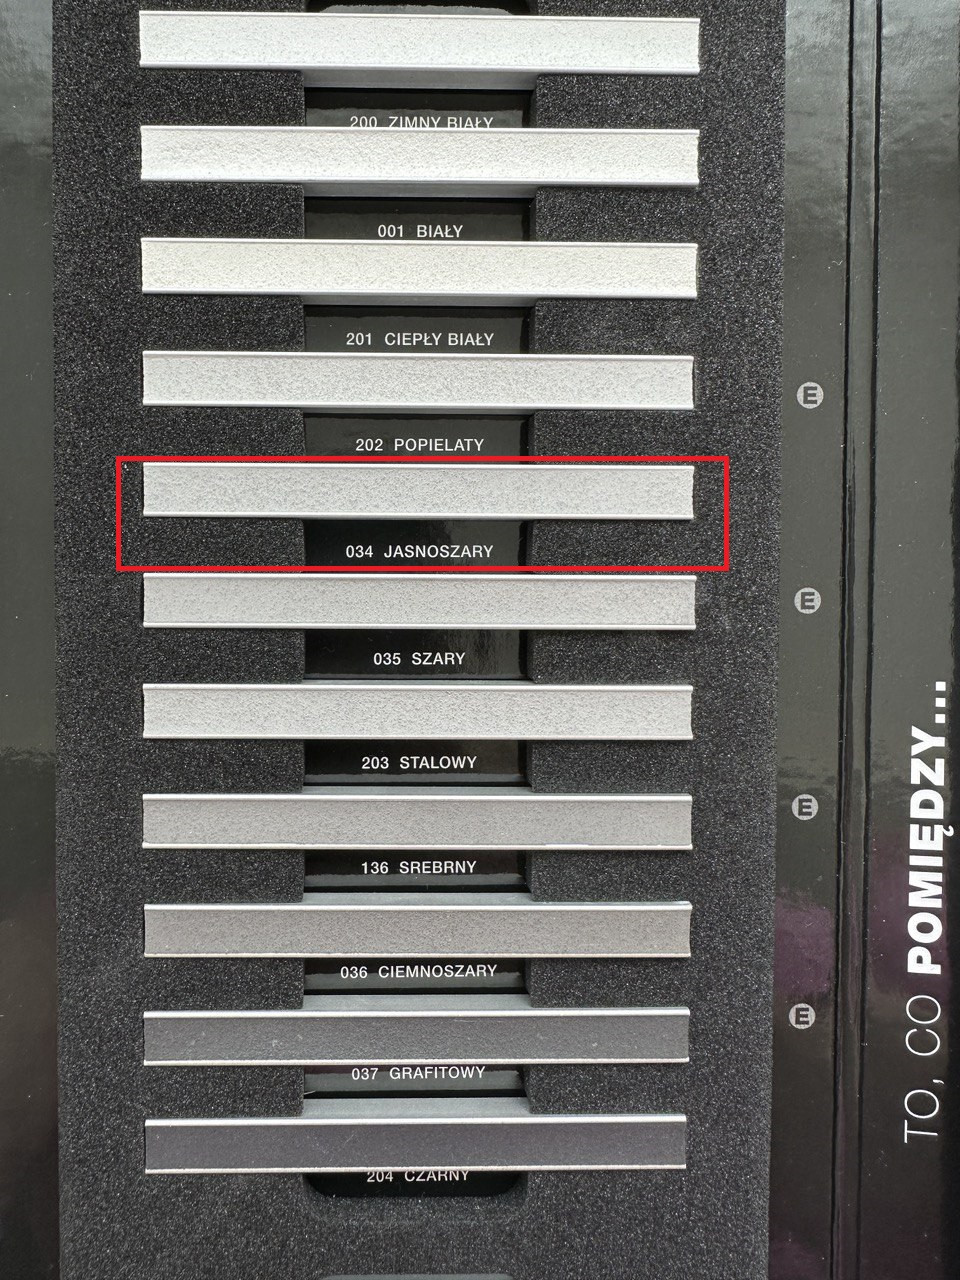 200 ZIMNY BIAŁY
001 BIAŁY
201 CIEPŁY BIAŁY
E
202 POPIELATY
034 JASNOSZARY
E
035 SZARY
203 STALOWY
E
136 SREBRNY
036 CIEMNOSZARY
E
037 GRAFITOWY
204 CZARNY
TO, CO POMIĘDZY...